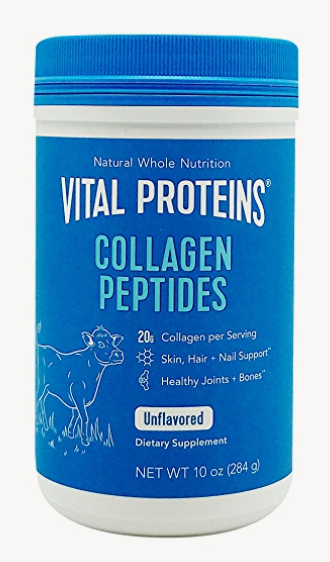 Natural Whole Nutrition
VITAL PROTEINS®
COLLAGEN
PEPTIDES
20g Collagen per Serving
Skin, Hair + Nail Support**
Healthy Joints + Bones**
Unflavored
Dietary Supplement
NET WT 10 oz (284 g)